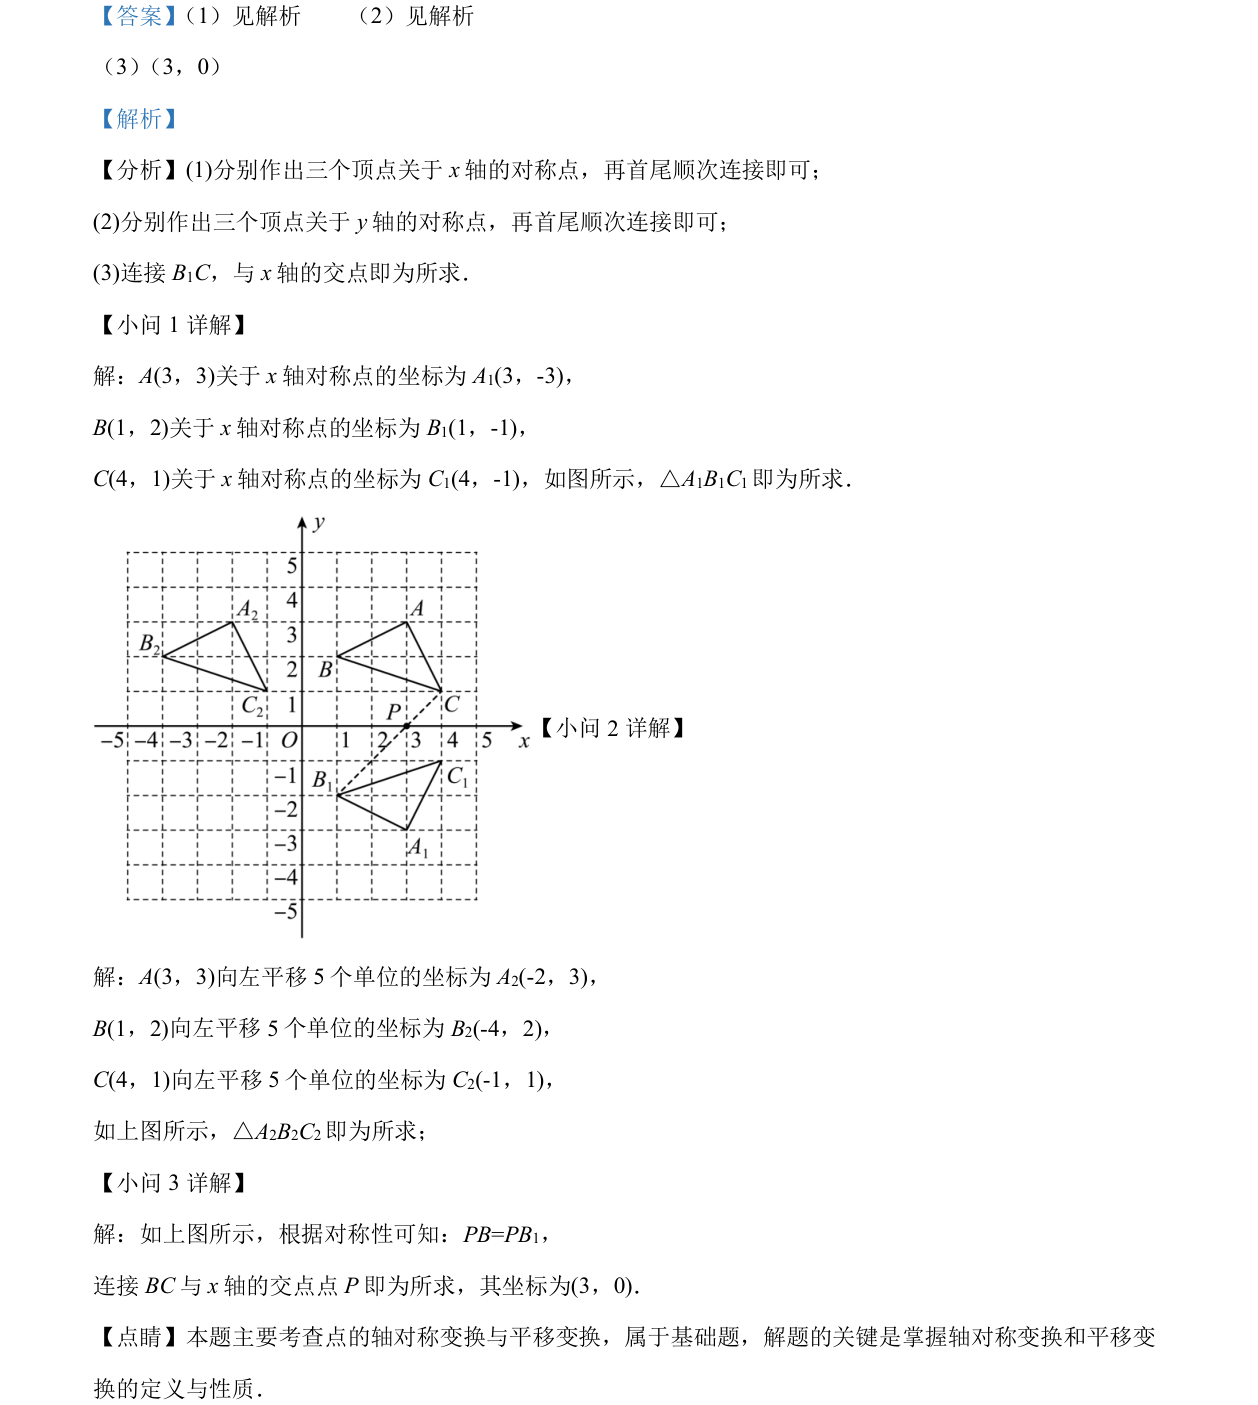 【答案】（1）见解析　　（2）见解析
（3）（3，0）
【解析】
【分析】(1)分别作出三个顶点关于 x 轴的对称点，再首尾顺次连接即可；
(2)分别作出三个顶点关于 y 轴的对称点，再首尾顺次连接即可；
(3)连接 B₁C，与 x 轴的交点即为所求．
【小问 1 详解】
解：A(3，3)关于 x 轴对称点的坐标为 A₁(3，-3)，
B(1，2)关于 x 轴对称点的坐标为 B₁(1，-1)，
C(4，1)关于 x 轴对称点的坐标为 C₁(4，-1)，如图所示，△A₁B₁C₁ 即为所求．
y
5
4
A₂
A
3
B₂
2
B
C₂
1
P
C
–5 –4 –3 –2 –1 O 1 2 3 4 5 x
【小问 2 详解】
–1
B₁
C₁
–2
–3
A₁
–4
–5
解：A(3，3)向左平移 5 个单位的坐标为 A₂(-2，3)，
B(1，2)向左平移 5 个单位的坐标为 B₂(-4，2)，
C(4，1)向左平移 5 个单位的坐标为 C₂(-1，1)，
如上图所示，△A₂B₂C₂ 即为所求；
【小问 3 详解】
解：如上图所示，根据对称性可知：PB=PB₁，
连接 BC 与 x 轴的交点点 P 即为所求，其坐标为(3，0)．
【点睛】本题主要考查点的轴对称变换与平移变换，属于基础题，解题的关键是掌握轴对称变换和平移变
换的定义与性质．